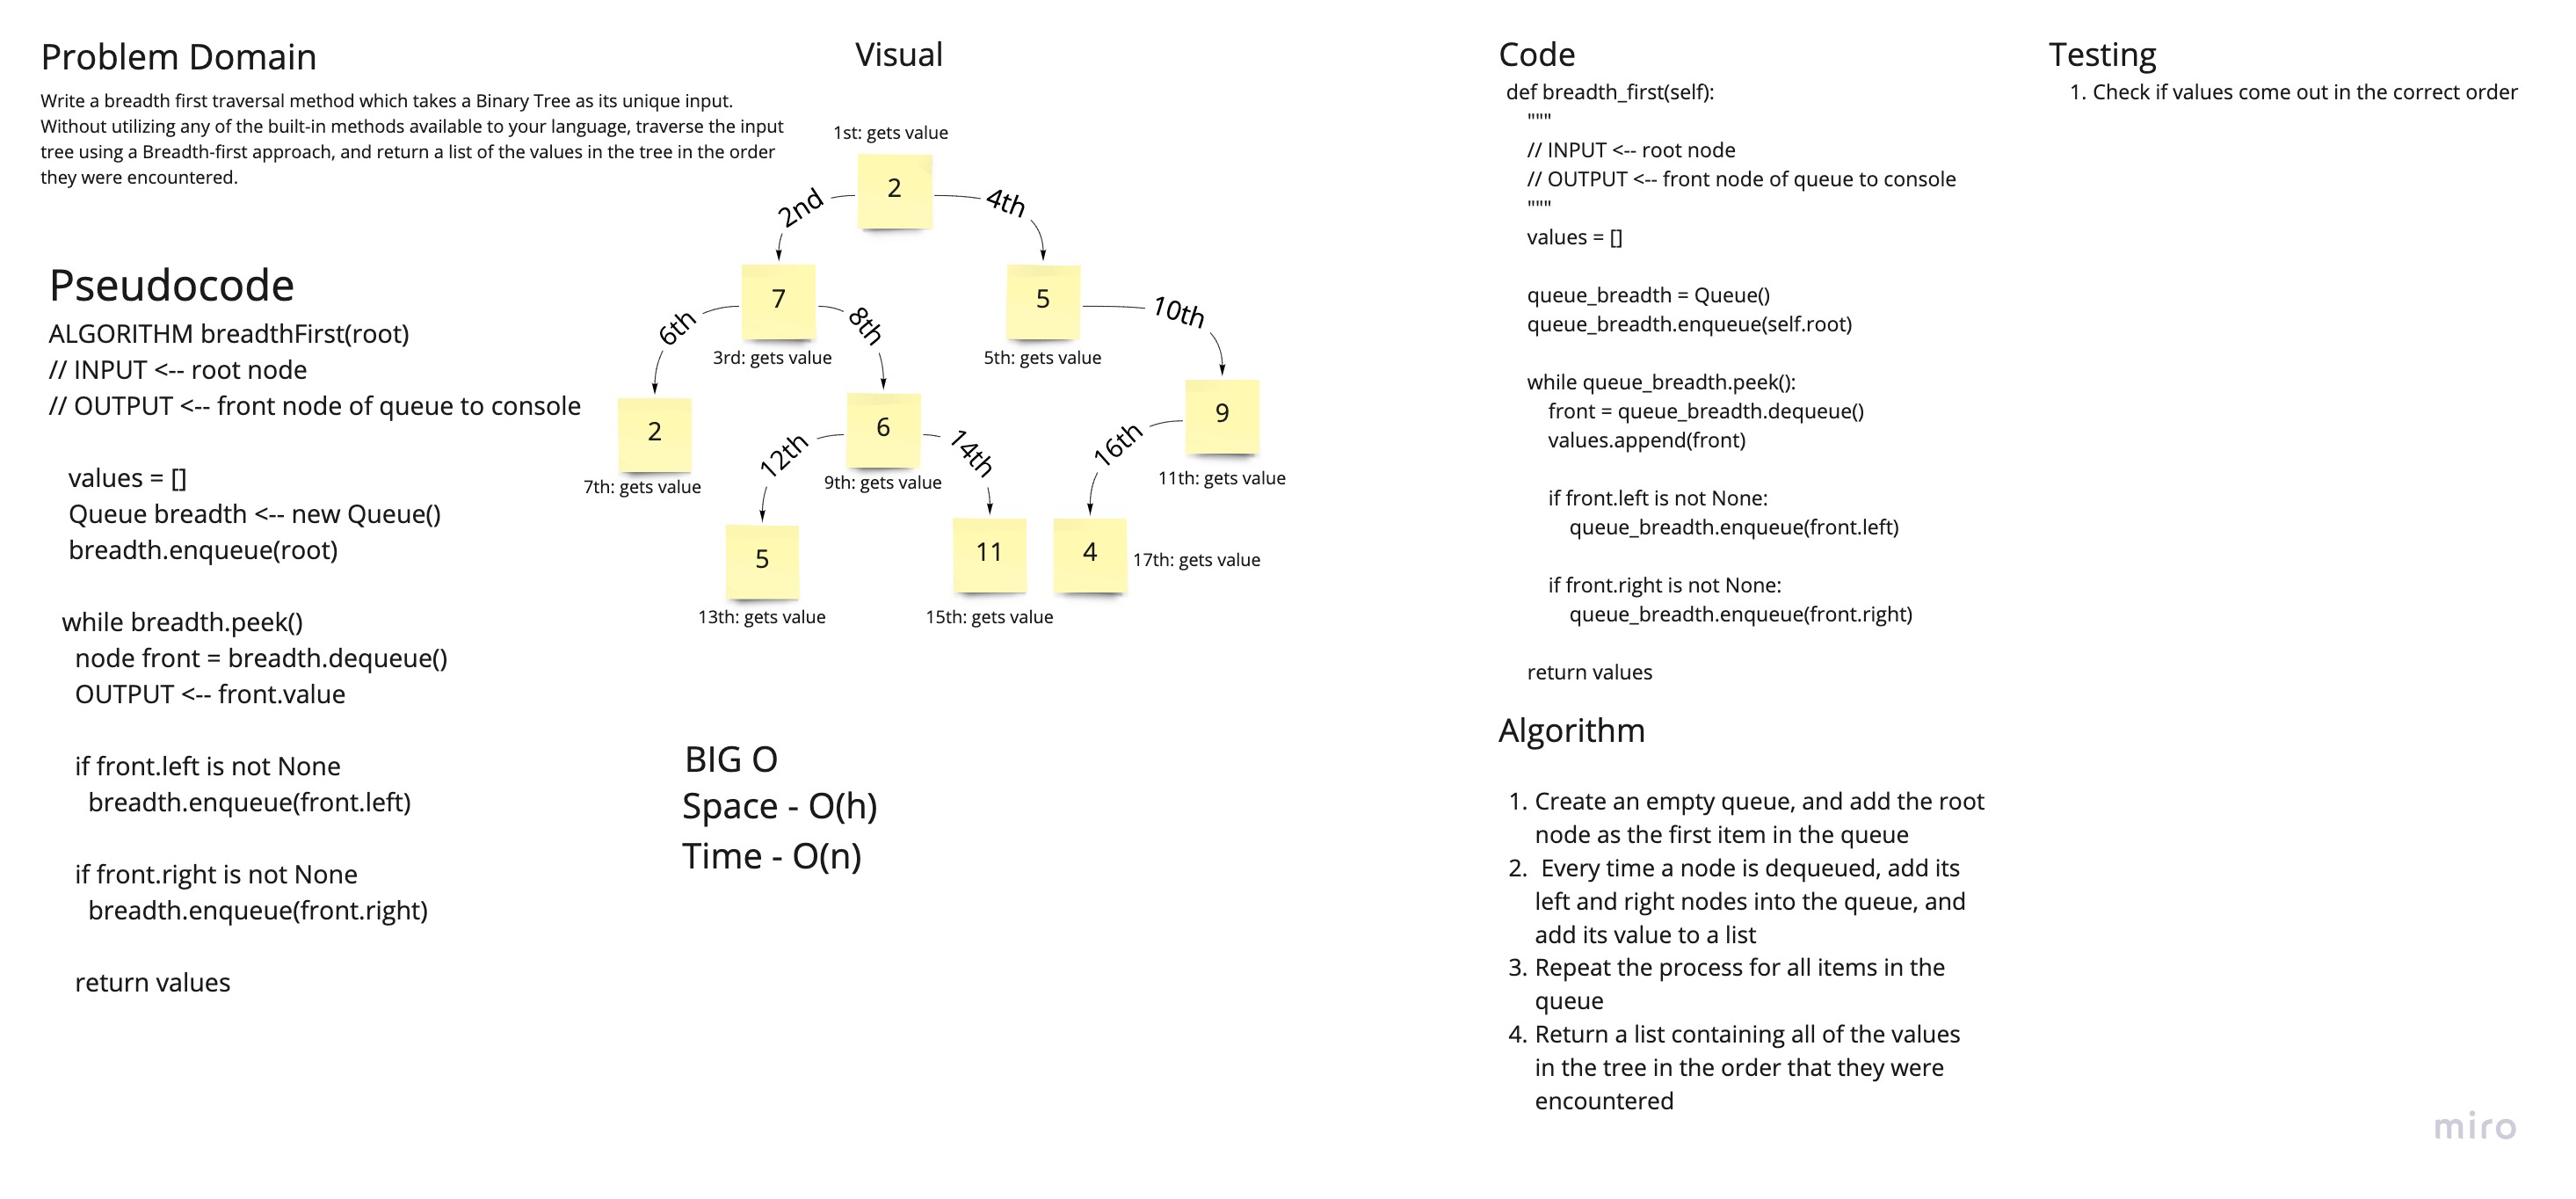 Problem Domain
Write a breadth first traversal method which takes a Binary Tree as its unique input.
Without utilizing any of the built-in methods available to your language, traverse the input
tree using a Breadth-first approach, and return a list of the values in the tree in the order
they were encountered.
Pseudocode
ALGORITHM breadthFirst(root)
// INPUT <-- root node
// OUTPUT <-- front node of queue to console
values = []
Queue breadth <-- new Queue()
breadth.enqueue(root)
while breadth.peek()
node front = breadth.dequeue()
OUTPUT <-- front.value
if front.left is not None
breadth.enqueue(front.left)
if front.right is not None
breadth.enqueue(front.right)
return values
Visual
1st: gets value
2
2nd
4th
7
5
3rd: gets value
5th: gets value
6th
8th
10th
2
6
9
7th: gets value
9th: gets value
11th: gets value
12th
14th
16th
5
11
4
13th: gets value
15th: gets value
17th: gets value
BIG O
Space - O(h)
Time - O(n)
Code
def breadth_first(self):
"""
// INPUT <-- root node
// OUTPUT <-- front node of queue to console
"""
values = []
queue_breadth = Queue()
queue_breadth.enqueue(self.root)
while queue_breadth.peek():
front = queue_breadth.dequeue()
values.append(front)
if front.left is not None:
queue_breadth.enqueue(front.left)
if front.right is not None:
queue_breadth.enqueue(front.right)
return values
Algorithm
1. Create an empty queue, and add the root
node as the first item in the queue
2. Every time a node is dequeued, add its
left and right nodes into the queue, and
add its value to a list
3. Repeat the process for all items in the
queue
4. Return a list containing all of the values
in the tree in the order that they were
encountered
Testing
1. Check if values come out in the correct order
miro